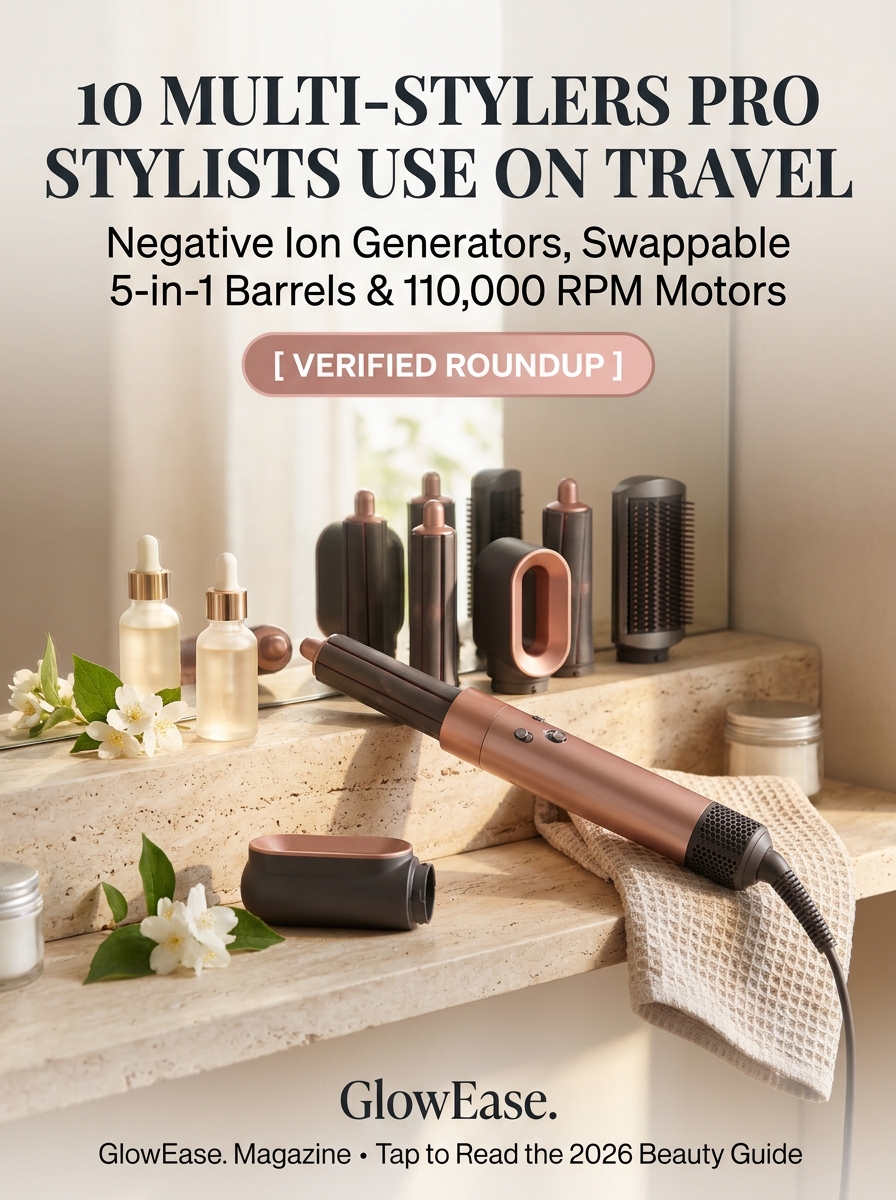 10 MULTI-STYLERS PRO
STYLISTS USE ON TRAVEL
Negative Ion Generators, Swappable
5-in-1 Barrels & 110,000 RPM Motors
[ VERIFIED ROUNDUP ]
GlowEase.
GlowEase. Magazine • Tap to Read the 2026 Beauty Guide